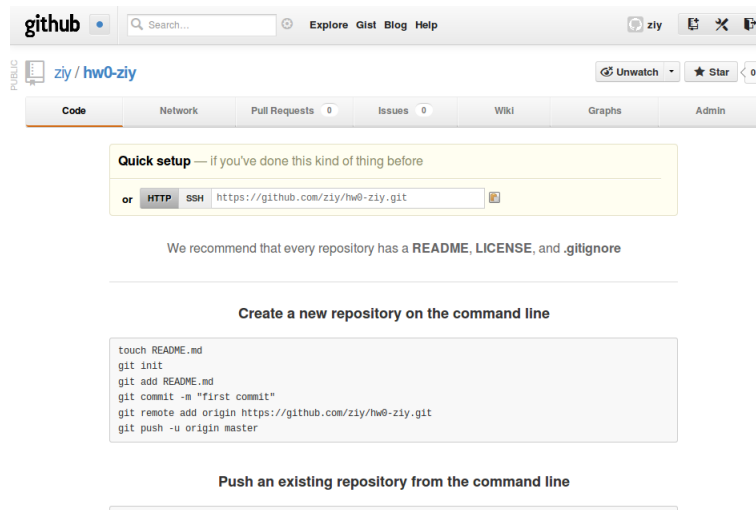 github Search... Explore Gist Blog Help ziy
PUBLIC ziy / hw0-ziy Unwatch Star 0
Code Network Pull Requests 0 Issues 0 Wiki Graphs Admin
Quick setup — if you've done this kind of thing before
or HTTP SSH https://github.com/ziy/hw0-ziy.git
We recommend that every repository has a README, LICENSE, and .gitignore
Create a new repository on the command line
touch README.md
git init
git add README.md
git commit -m "first commit"
git remote add origin https://github.com/ziy/hw0-ziy.git
git push -u origin master
Push an existing repository from the command line